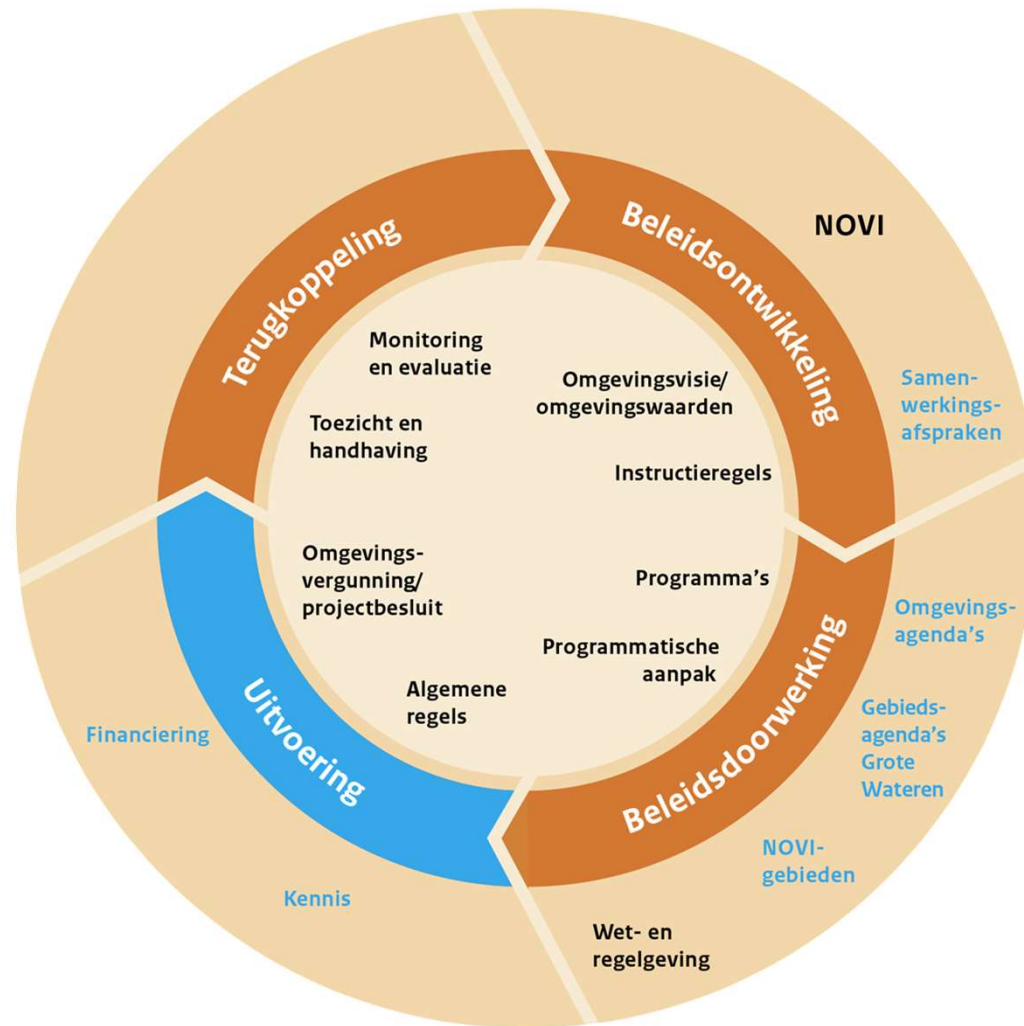 Terugkoppeling
Beleidsontwikkeling
NOVI
Samen-
werkings-
afspraken
Monitoring
en evaluatie
Omgevingsvisie/
omgevingswaarden
Toezicht en
handhaving
Instructieregels
Omgevings-
vergunning/
projectbesluit
Programma's
Programmatische
aanpak
Algemene
regels
Uitvoering
Beleidsdoorwerking
Omgevings-
agenda's
Gebieds-
agenda's
Grote
Wateren
NOVI-
gebieden
Wet- en
regelgeving
Financiering
Kennis